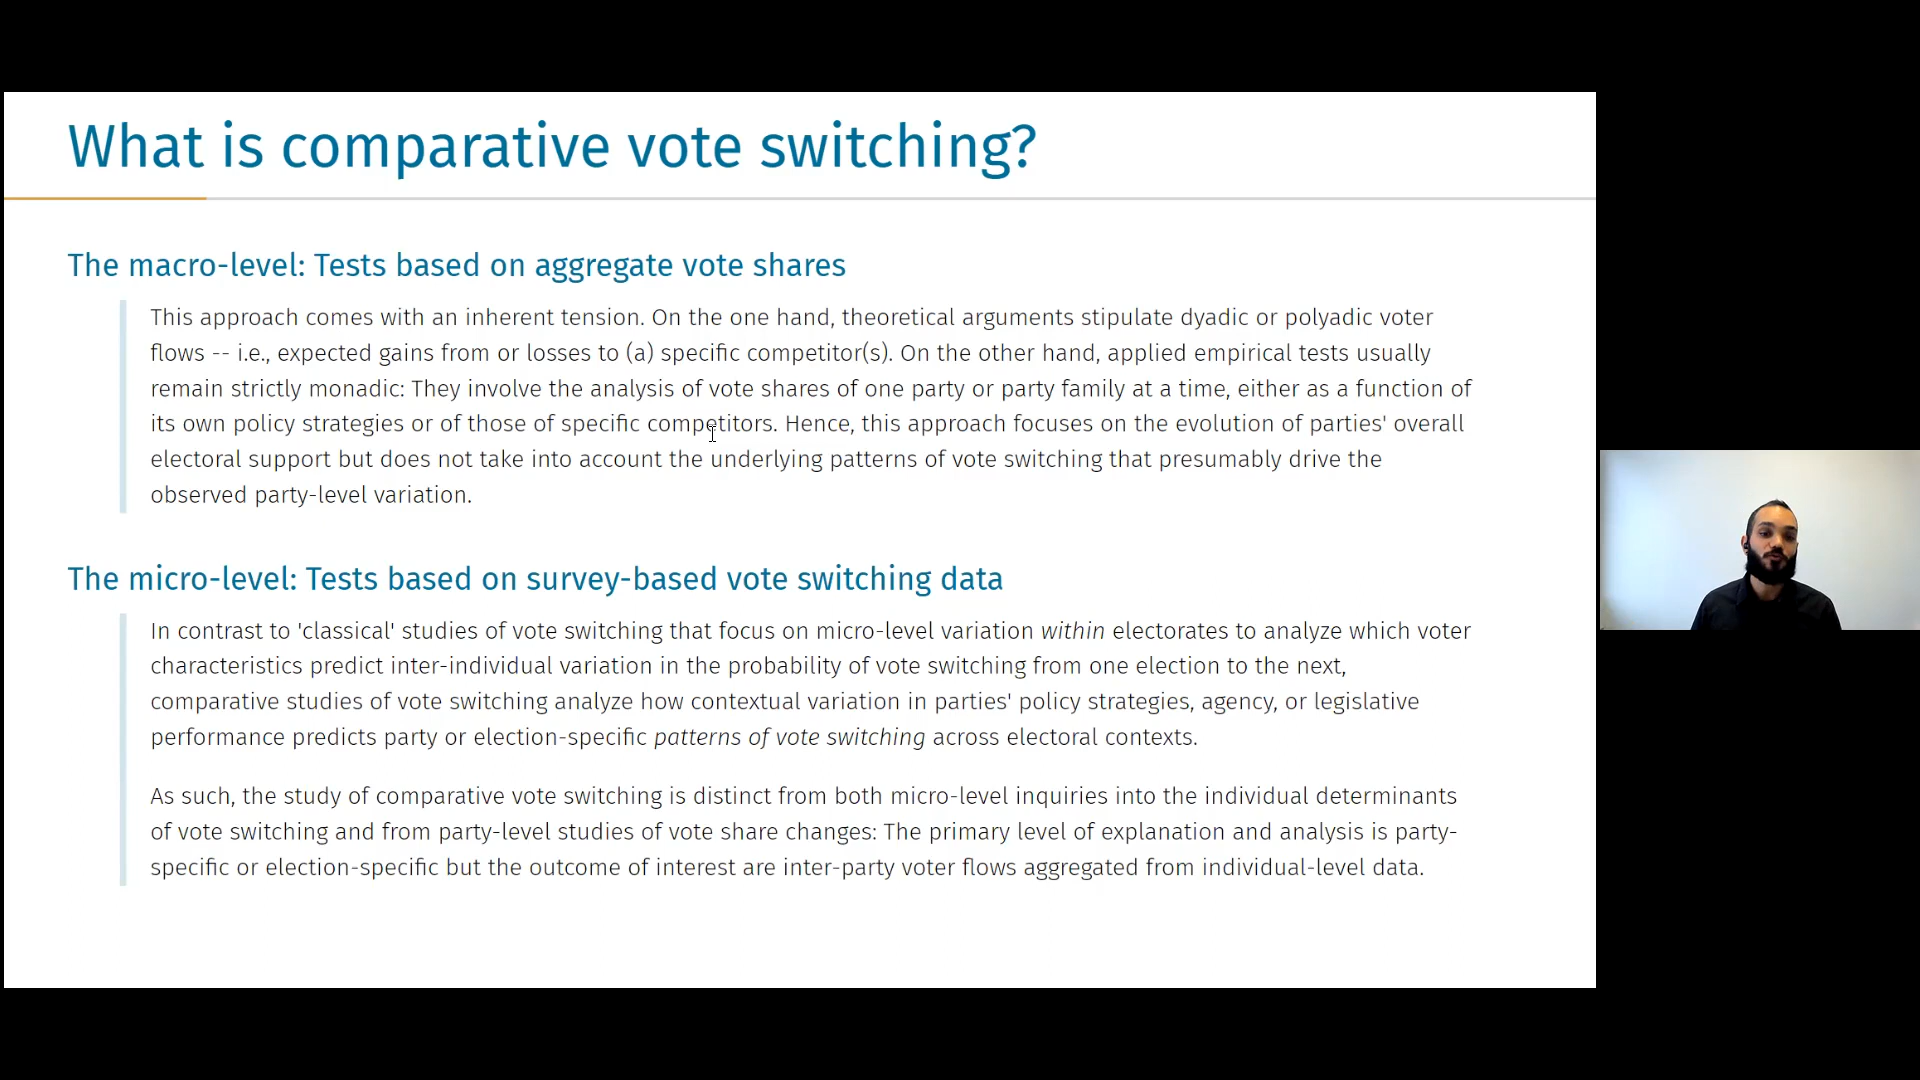 What is comparative vote switching?
The macro-level: Tests based on aggregate vote shares
This approach comes with an inherent tension. On the one hand, theoretical arguments stipulate dyadic or polyadic voter
flows -- i.e., expected gains from or losses to (a) specific competitor(s). On the other hand, applied empirical tests usually
remain strictly monadic: They involve the analysis of vote shares of one party or party family at a time, either as a function of
its own policy strategies or of those of specific competitors. Hence, this approach focuses on the evolution of parties' overall
electoral support but does not take into account the underlying patterns of vote switching that presumably drive the
observed party-level variation.
The micro-level: Tests based on survey-based vote switching data
In contrast to 'classical' studies of vote switching that focus on micro-level variation within electorates to analyze which voter
characteristics predict inter-individual variation in the probability of vote switching from one election to the next,
comparative studies of vote switching analyze how contextual variation in parties' policy strategies, agency, or legislative
performance predicts party or election-specific patterns of vote switching across electoral contexts.
As such, the study of comparative vote switching is distinct from both micro-level inquiries into the individual determinants
of vote switching and from party-level studies of vote share changes: The primary level of explanation and analysis is party-
specific or election-specific but the outcome of interest are inter-party voter flows aggregated from individual-level data.